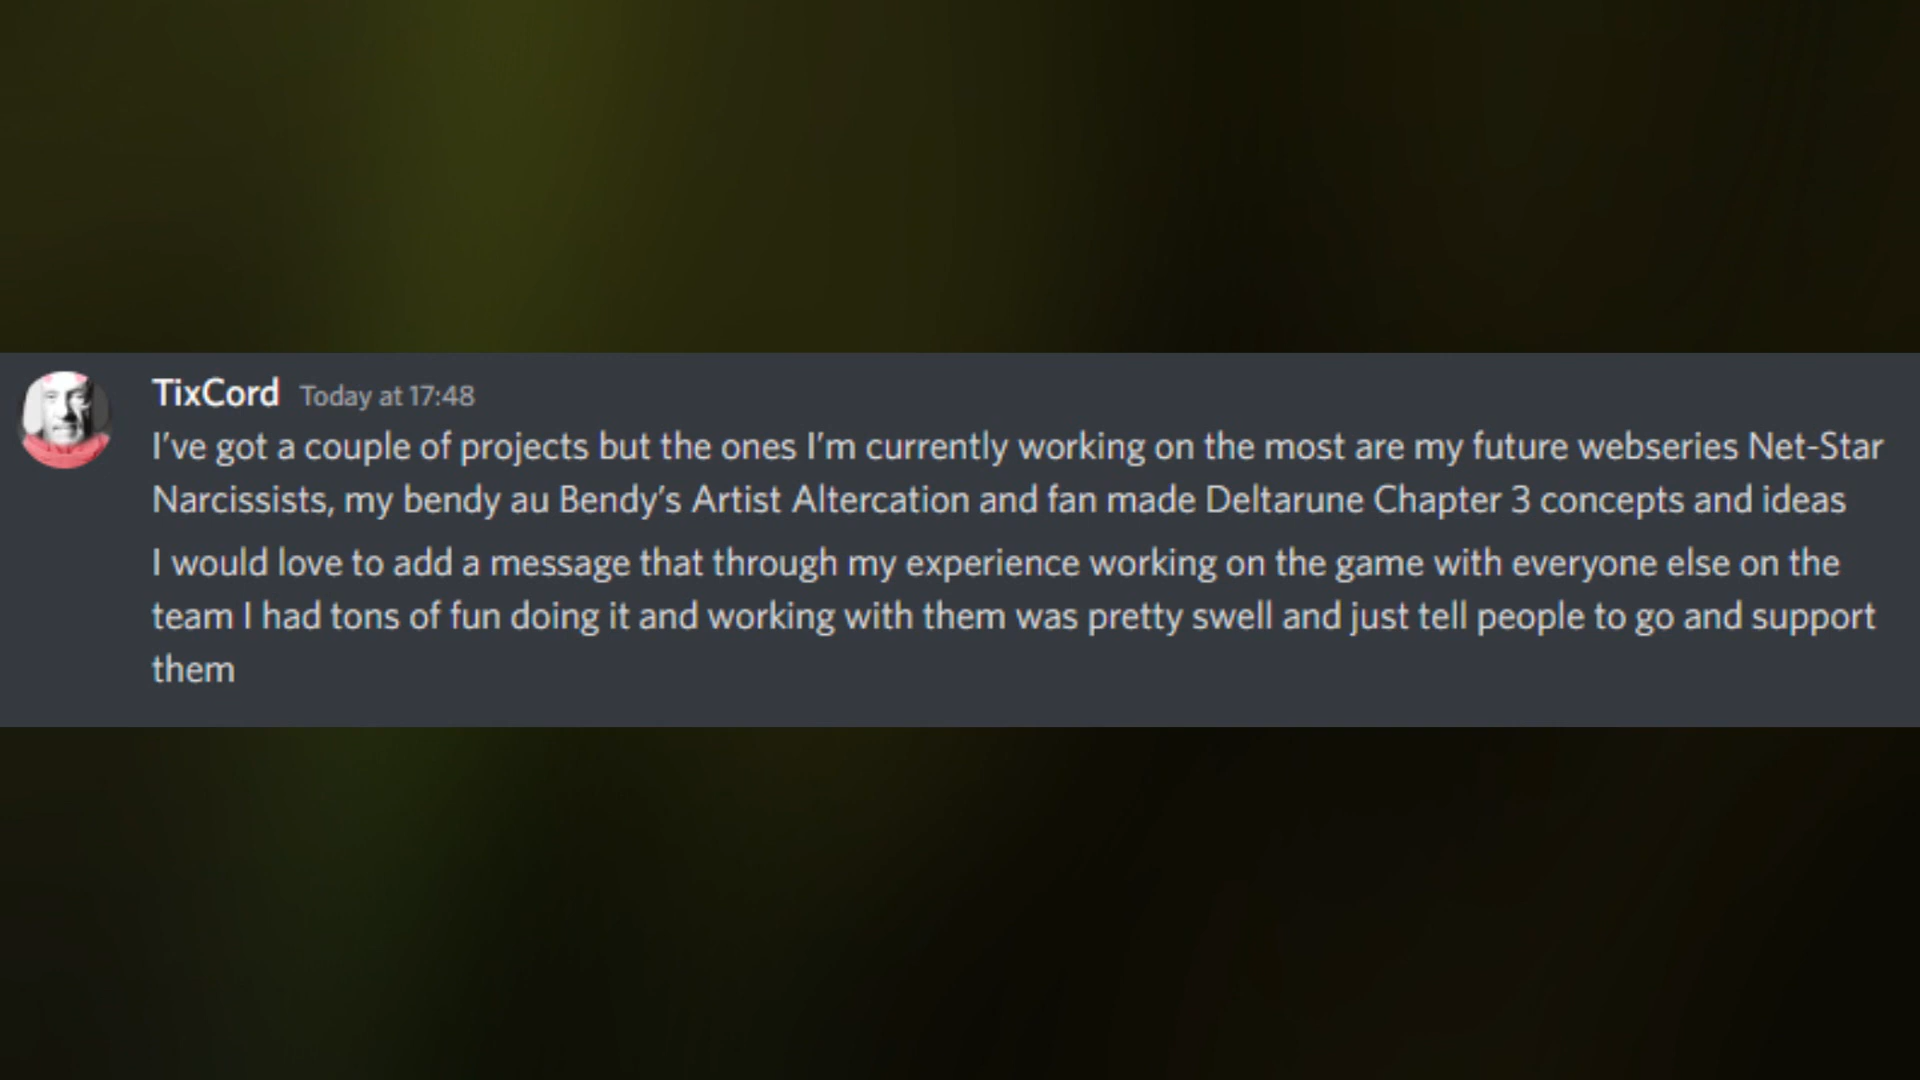 TixCord Today at 17:48
I've got a couple of projects but the ones I'm currently working on the most are my future webseries Net-Star
Narcissists, my bendy au Bendy's Artist Altercation and fan made Deltarune Chapter 3 concepts and ideas
I would love to add a message that through my experience working on the game with everyone else on the
team I had tons of fun doing it and working with them was pretty swell and just tell people to go and support
them